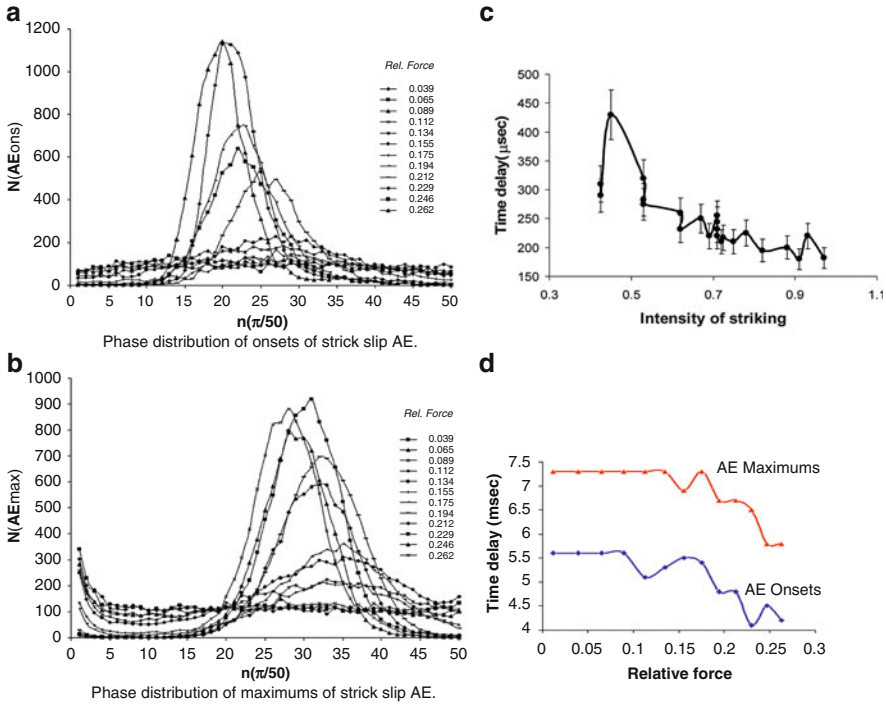 a
1200
1000
800
600
400
200
0
N(AEons)
0 5 10 15 20 25 30 35 40 45 50
n(π/50)
Rel. Force
0.039
0.065
0.089
0.112
0.134
0.155
0.175
0.194
0.212
0.229
0.246
0.262
Phase distribution of onsets of strick slip AE.
b
1000
900
800
700
600
500
400
300
200
100
0
N(AEmax)
0 5 10 15 20 25 30 35 40 45 50
n(π/50)
Rel. Force
0.039
0.065
0.089
0.112
0.134
0.155
0.175
0.194
0.212
0.229
0.246
0.262
Phase distribution of maximums of strick slip AE.
c
500
450
400
350
300
250
200
150
Time delay(μsec)
0.3 0.5 0.7 0.9 1.1
Intensity of striking
d
7.5
7
6.5
6
5.5
5
4.5
4
Time delay (msec)
AE Maximums
AE Onsets
0 0.05 0.1 0.15 0.2 0.25 0.3
Relative force